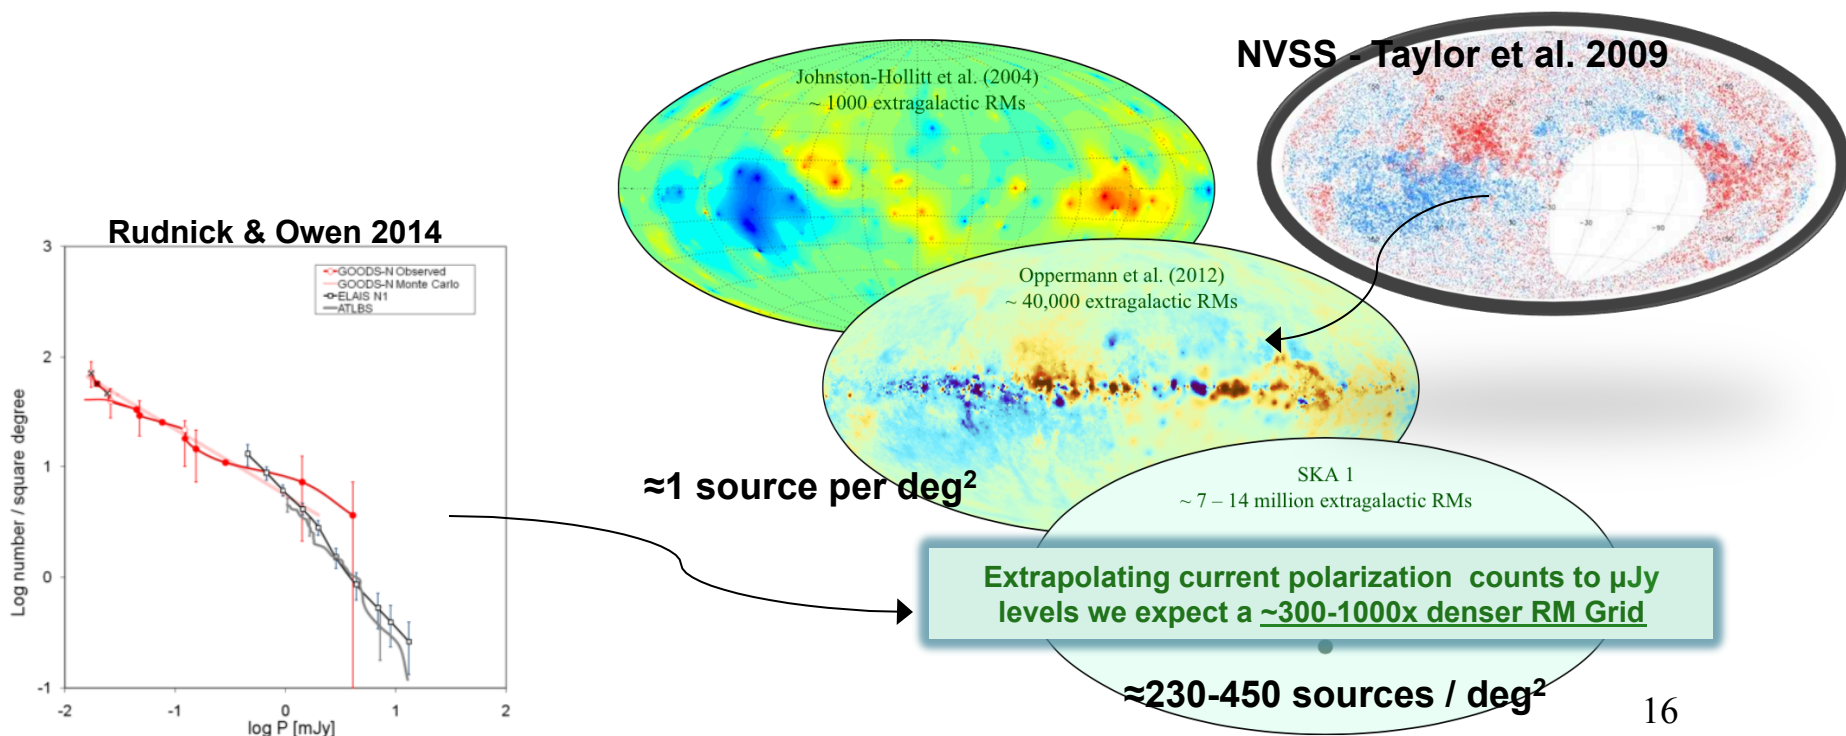 NVSS - Taylor et al. 2009
Johnston-Hollitt et al. (2004)
~ 1000 extragalactic RMs
Rudnick & Owen 2014
GOODS-N Observed
GOODS-N Monte Carlo
ELAIS N1
ATLBS
3
2
1
0
-1
-2
-1
0
1
2
Log number / square degree
log P [mJy]
Oppermann et al. (2012)
~ 40,000 extragalactic RMs
≈1 source per deg²
SKA 1
~ 7 – 14 million extragalactic RMs
Extrapolating current polarization counts to µJy
levels we expect a ~300-1000x denser RM Grid
≈230-450 sources / deg²
16